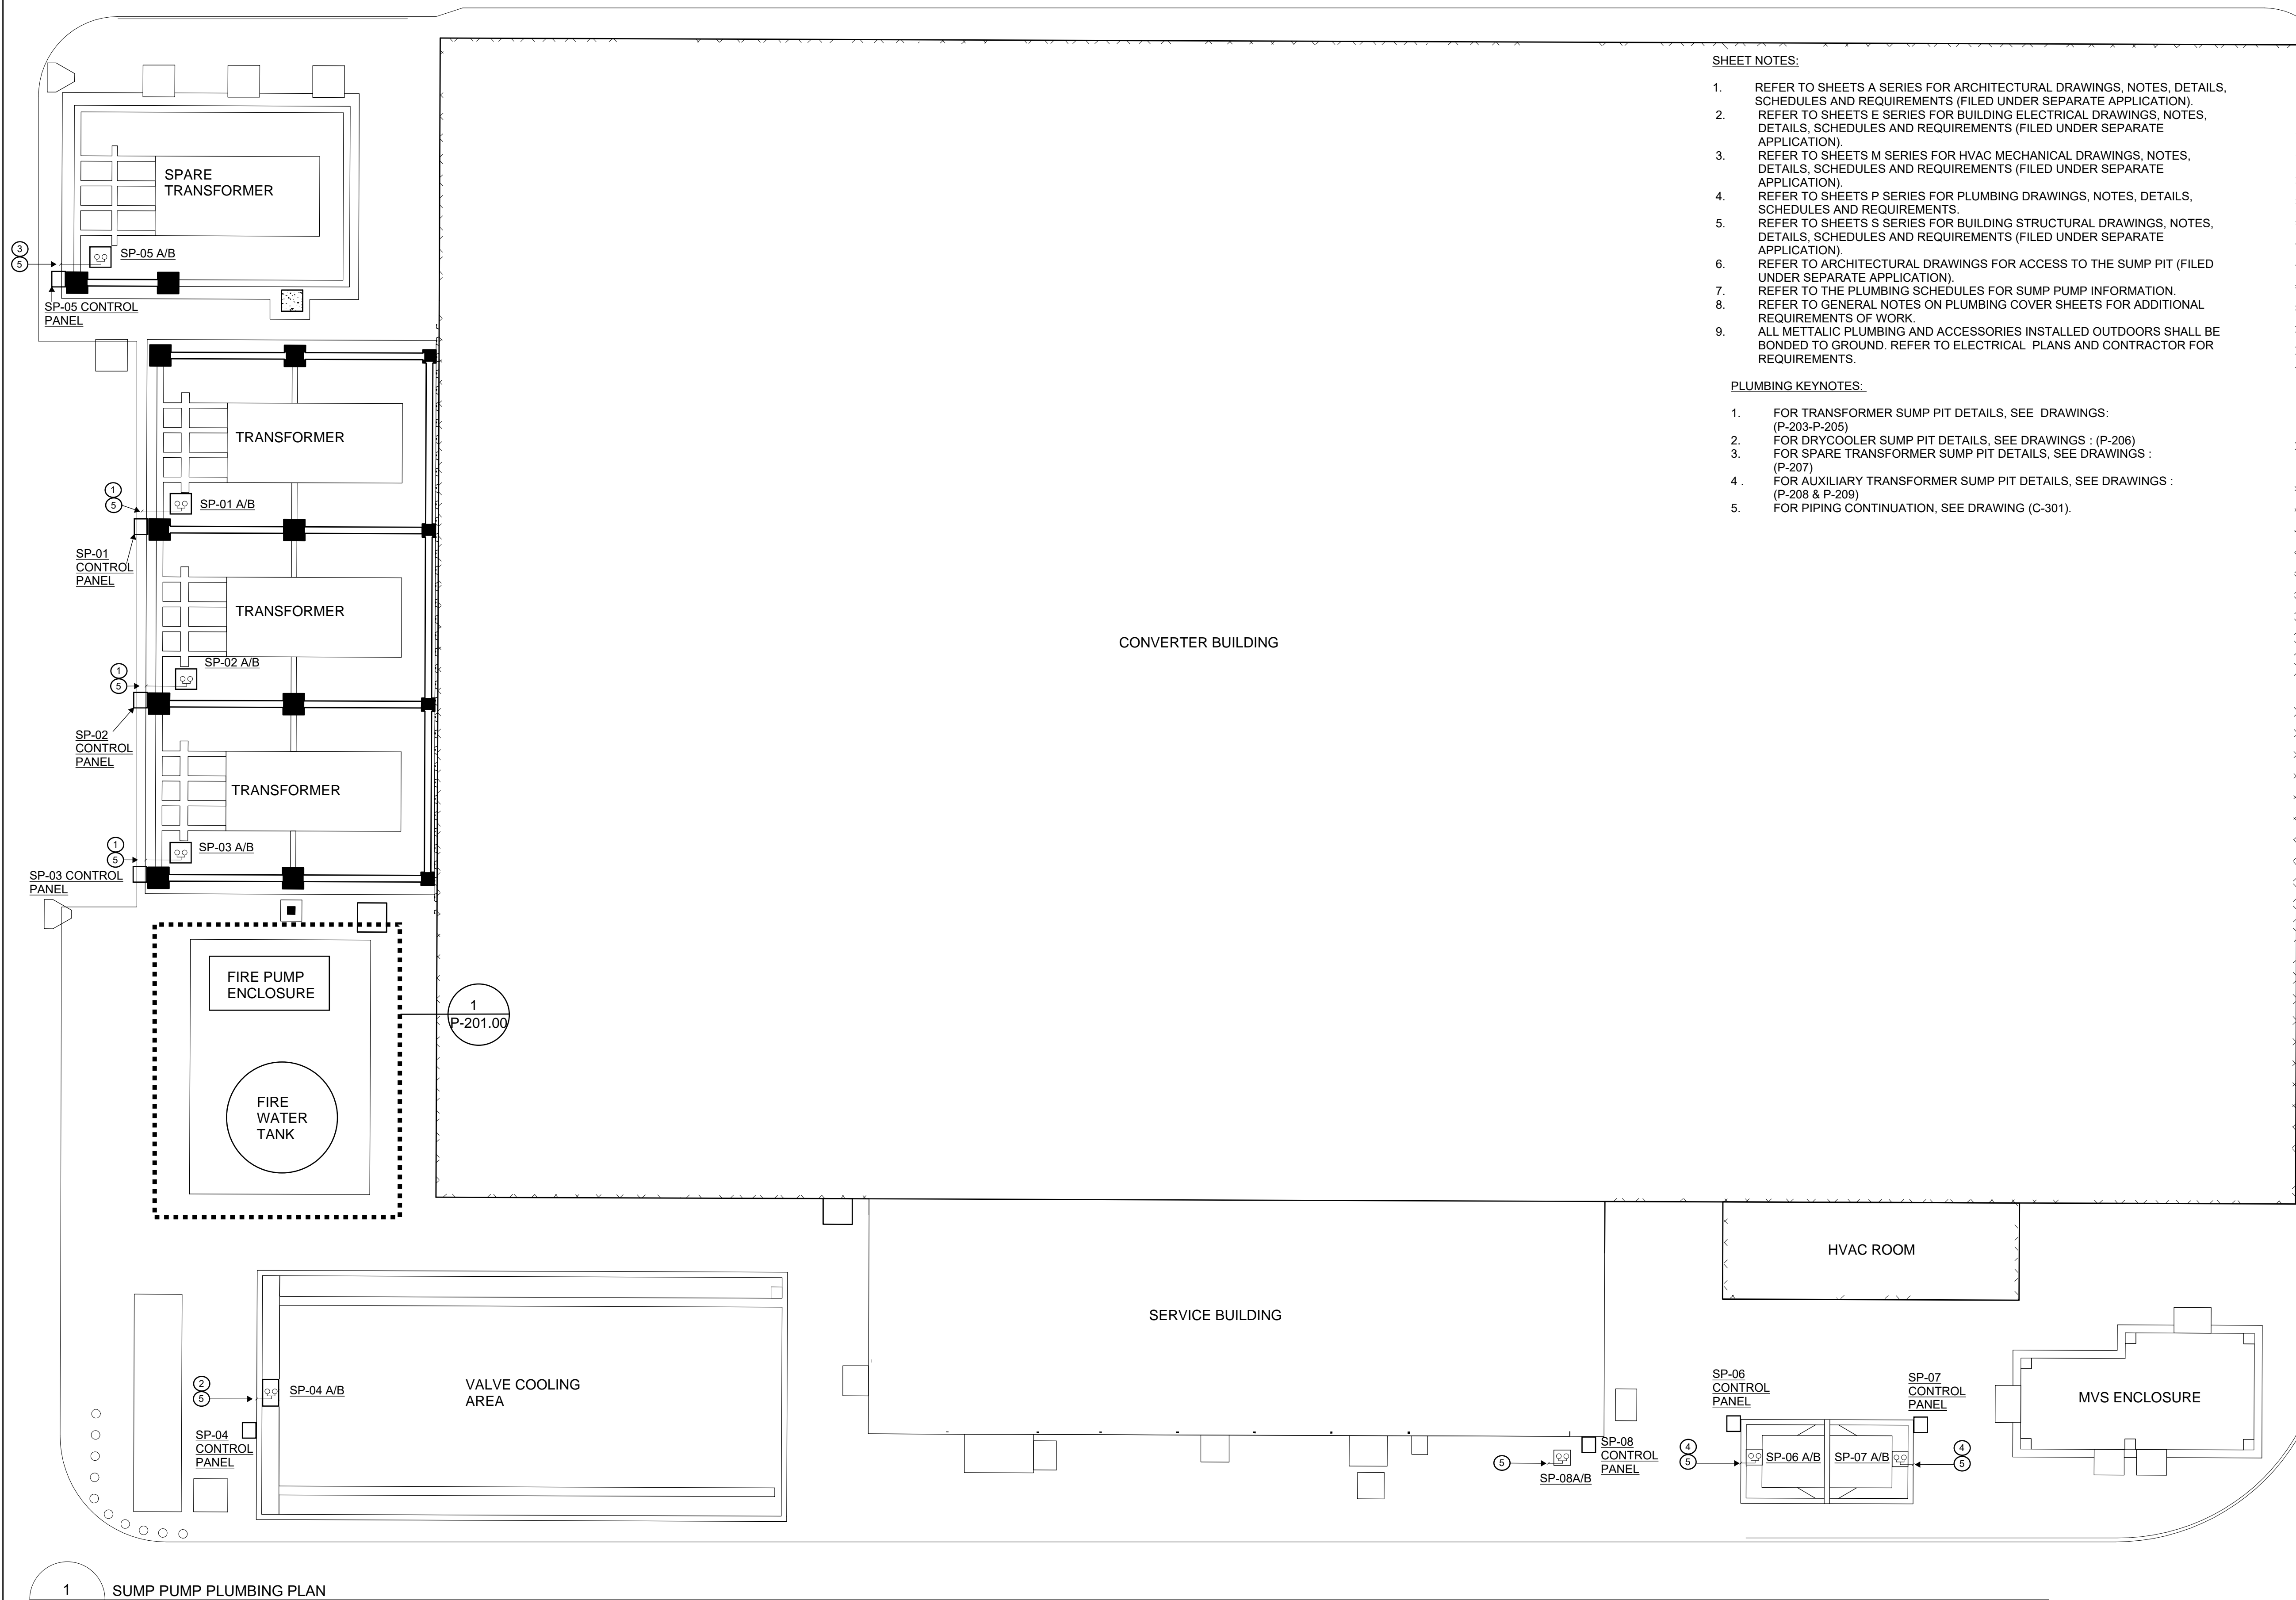 SHEET NOTES:
1. REFER TO SHEETS A SERIES FOR ARCHITECTURAL DRAWINGS, NOTES, DETAILS,
SCHEDULES AND REQUIREMENTS (FILED UNDER SEPARATE APPLICATION).
2. REFER TO SHEETS E SERIES FOR BUILDING ELECTRICAL DRAWINGS, NOTES,
DETAILS, SCHEDULES AND REQUIREMENTS (FILED UNDER SEPARATE
APPLICATION).
3. REFER TO SHEETS M SERIES FOR HVAC MECHANICAL DRAWINGS, NOTES,
DETAILS, SCHEDULES AND REQUIREMENTS (FILED UNDER SEPARATE
APPLICATION).
4. REFER TO SHEETS P SERIES FOR PLUMBING DRAWINGS, NOTES, DETAILS,
SCHEDULES AND REQUIREMENTS.
5. REFER TO SHEETS S SERIES FOR BUILDING STRUCTURAL DRAWINGS, NOTES,
DETAILS, SCHEDULES AND REQUIREMENTS (FILED UNDER SEPARATE
APPLICATION).
6. REFER TO ARCHITECTURAL DRAWINGS FOR ACCESS TO THE SUMP PIT (FILED
UNDER SEPARATE APPLICATION).
7. REFER TO THE PLUMBING SCHEDULES FOR SUMP PUMP INFORMATION.
8. REFER TO GENERAL NOTES ON PLUMBING COVER SHEETS FOR ADDITIONAL
REQUIREMENTS OF WORK.
9. ALL METTALIC PLUMBING AND ACCESSORIES INSTALLED OUTDOORS SHALL BE
BONDED TO GROUND. REFER TO ELECTRICAL PLANS AND CONTRACTOR FOR
REQUIREMENTS.
PLUMBING KEYNOTES:
1. FOR TRANSFORMER SUMP PIT DETAILS, SEE DRAWINGS:
(P-203-P-205)
2. FOR DRYCOOLER SUMP PIT DETAILS, SEE DRAWINGS : (P-206)
3. FOR SPARE TRANSFORMER SUMP PIT DETAILS, SEE DRAWINGS :
(P-207)
4 . FOR AUXILIARY TRANSFORMER SUMP PIT DETAILS, SEE DRAWINGS :
(P-208 & P-209)
5. FOR PIPING CONTINUATION, SEE DRAWING (C-301).
SPARE
TRANSFORMER
3
5
SP-05 A/B
SP-05 CONTROL
PANEL
TRANSFORMER
1
5
SP-01 A/B
SP-01
CONTROL
PANEL
TRANSFORMER
CONVERTER BUILDING
1
5
SP-02 A/B
SP-02
CONTROL
PANEL
TRANSFORMER
1
5
SP-03 A/B
SP-03 CONTROL
PANEL
FIRE PUMP
ENCLOSURE
1
P-201.00
FIRE
WATER
TANK
HVAC ROOM
SERVICE BUILDING
2
5
SP-04 A/B
VALVE COOLING
AREA
SP-04
CONTROL
PANEL
5
SP-08A/B
SP-08
CONTROL
PANEL
SP-06
CONTROL
PANEL
4
5
SP-06 A/B
SP-07 A/B
SP-07
CONTROL
PANEL
4
5
MVS ENCLOSURE
1
SUMP PUMP PLUMBING PLAN